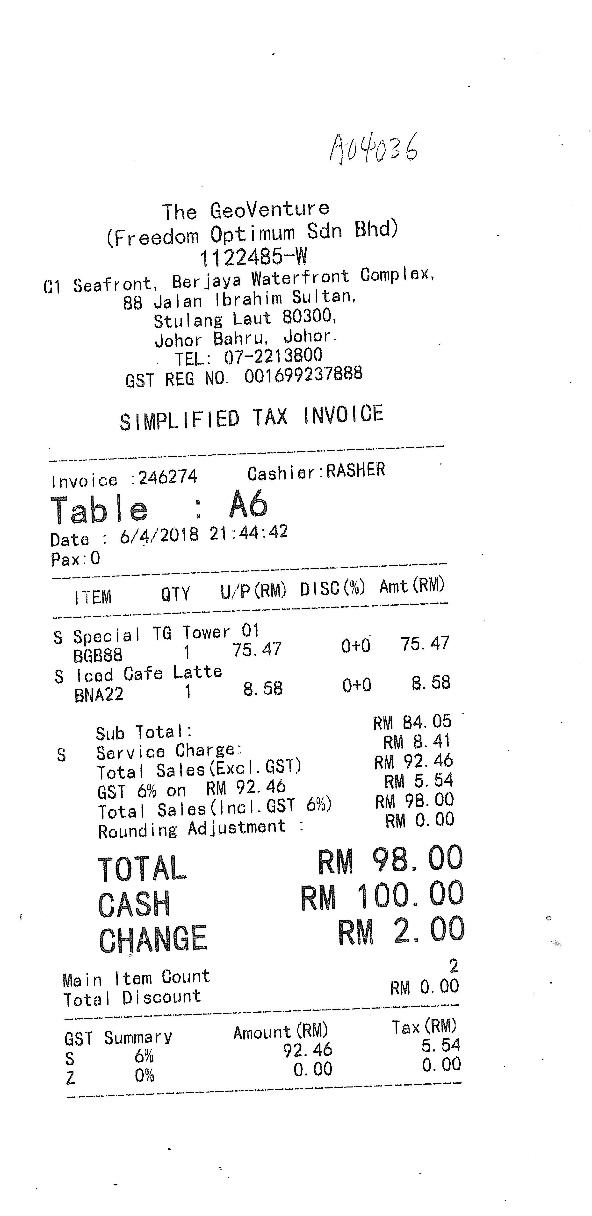 A04036
The GeoVenture
(Freedom Optimum Sdn Bhd)
1122485-W
C1 Seafront, Berjaya Waterfront Complex,
88 Jalan Ibrahim Sultan,
Stulang Laut 80300,
Johor Bahru, Johor.
TEL: 07-2213800
GST REG NO. 001699237888
SIMPLIFIED TAX INVOICE
Invoice :246274 Cashier:RASHER
Table : A6
Date : 6/4/2018 21:44:42
Pax:0
ITEM QTY U/P(RM) DISC(%) Amt(RM)
S Special TG Tower 01
BGB88 1 75.47 0+0 75.47
S Iced Cafe Latte
BNA22 1 8.58 0+0 8.58
Sub Total: RM 84.05
S Service Charge: RM 8.41
Total Sales(Excl.GST) RM 92.46
GST 6% on RM 92.46 RM 5.54
Total Sales(Incl.GST 6%) RM 98.00
Rounding Adjustment : RM 0.00
TOTAL RM 98.00
CASH RM 100.00
CHANGE RM 2.00
Main Item Count 2
Total Discount RM 0.00
GST Summary Amount(RM) Tax(RM)
S 6% 92.46 5.54
Z 0% 0.00 0.00